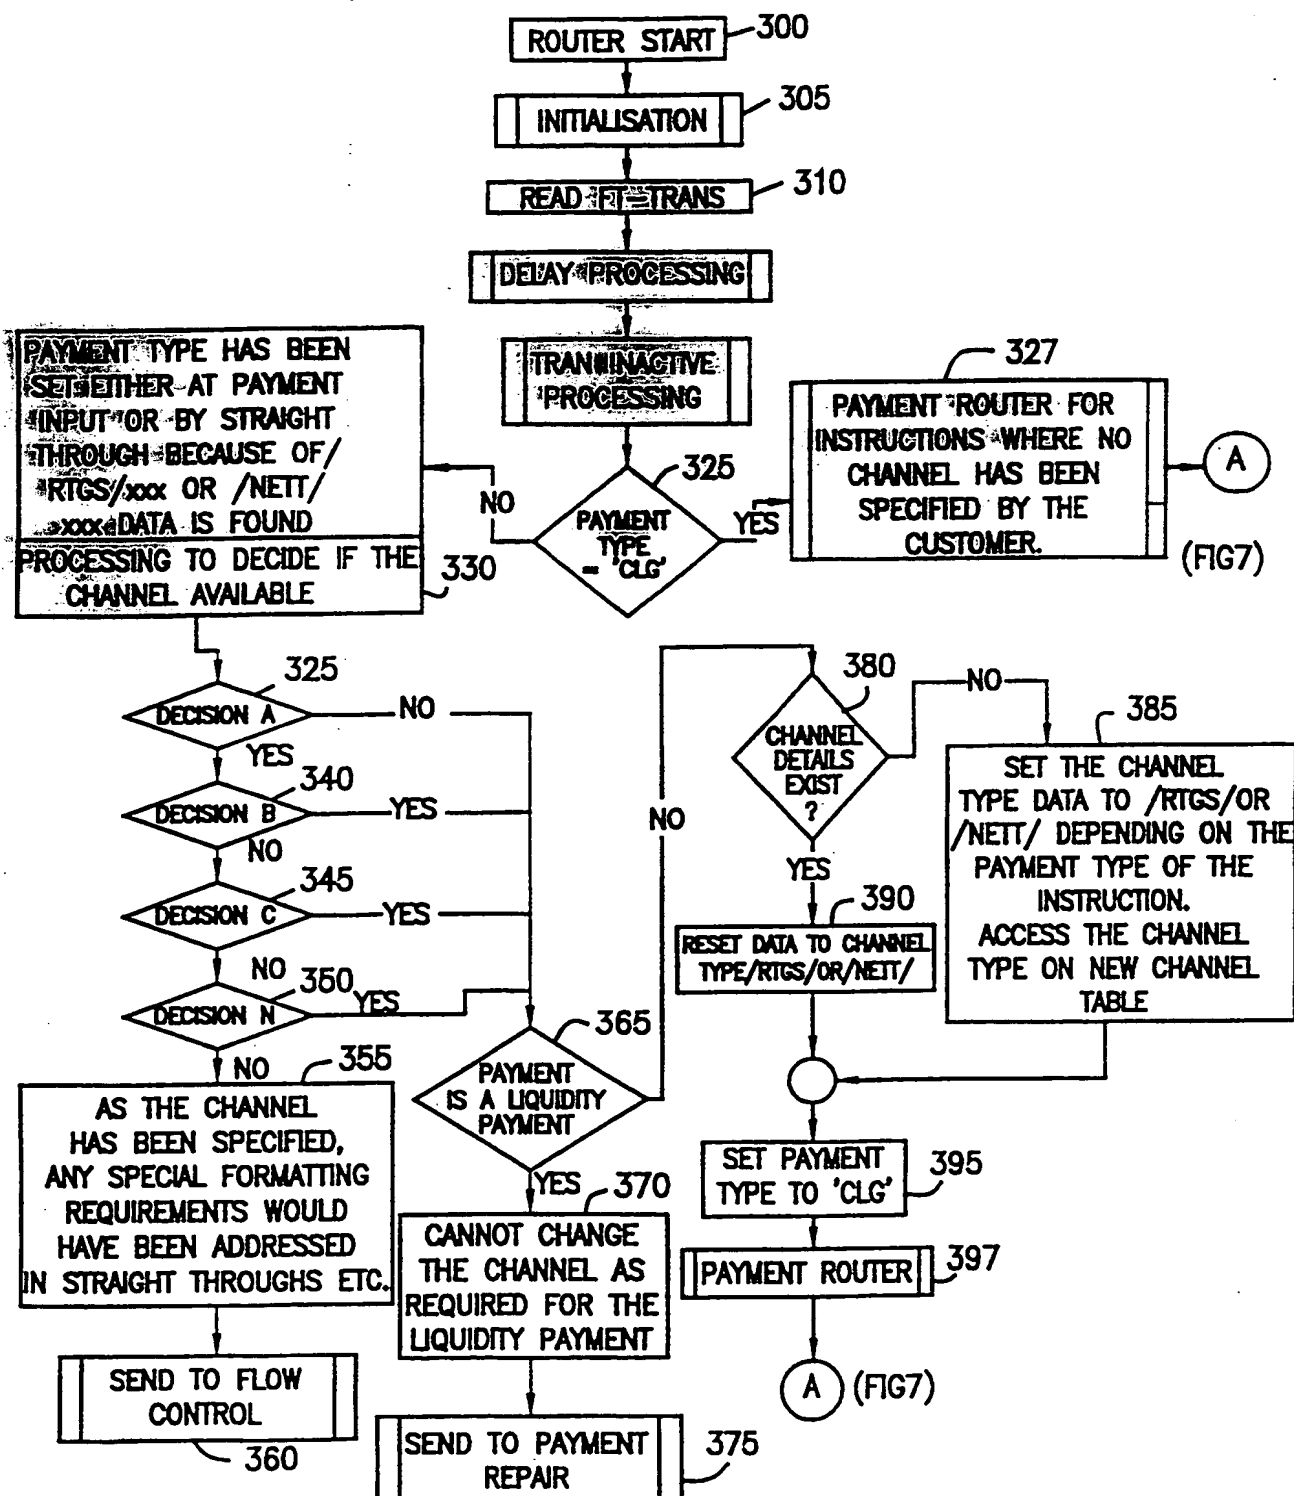 ROUTER START
300
INITIALISATION
305
READ FT-TRANS
310
DELAY PROCESSING
TRAN INACTIVE
PROCESSING
PAYMENT TYPE HAS BEEN
SET EITHER AT PAYMENT
INPUT OR BY STRAIGHT
THROUGH BECAUSE OF/
RTGS/xxx OR /NETT/
xxx DATA IS FOUND
PROCESSING TO DECIDE IF THE
CHANNEL AVAILABLE
330
NO
PAYMENT
TYPE
= 'CLG'
325
YES
327
PAYMENT ROUTER FOR
INSTRUCTIONS WHERE NO
CHANNEL HAS BEEN
SPECIFIED BY THE
CUSTOMER.
A
(FIG7)
325
DECISION A
NO
YES
340
DECISION B
YES
NO
345
DECISION C
YES
NO
350
DECISION N
YES
NO
355
AS THE CHANNEL
HAS BEEN SPECIFIED,
ANY SPECIAL FORMATTING
REQUIREMENTS WOULD
HAVE BEEN ADDRESSED
IN STRAIGHT THROUGHS ETC.
SEND TO FLOW
CONTROL
360
365
PAYMENT
IS A LIQUIDITY
PAYMENT
NO
YES
370
CANNOT CHANGE
THE CHANNEL AS
REQUIRED FOR THE
LIQUIDITY PAYMENT
SEND TO PAYMENT
REPAIR
375
380
CHANNEL
DETAILS
EXIST
?
NO
YES
385
SET THE CHANNEL
TYPE DATA TO /RTGS/OR
/NETT/ DEPENDING ON THE
PAYMENT TYPE OF THE
INSTRUCTION.
ACCESS THE CHANNEL
TYPE ON NEW CHANNEL
TABLE
390
RESET DATA TO CHANNEL
TYPE/RTGS/OR/NETT/
SET PAYMENT
TYPE TO 'CLG'
395
PAYMENT ROUTER
397
A
(FIG7)